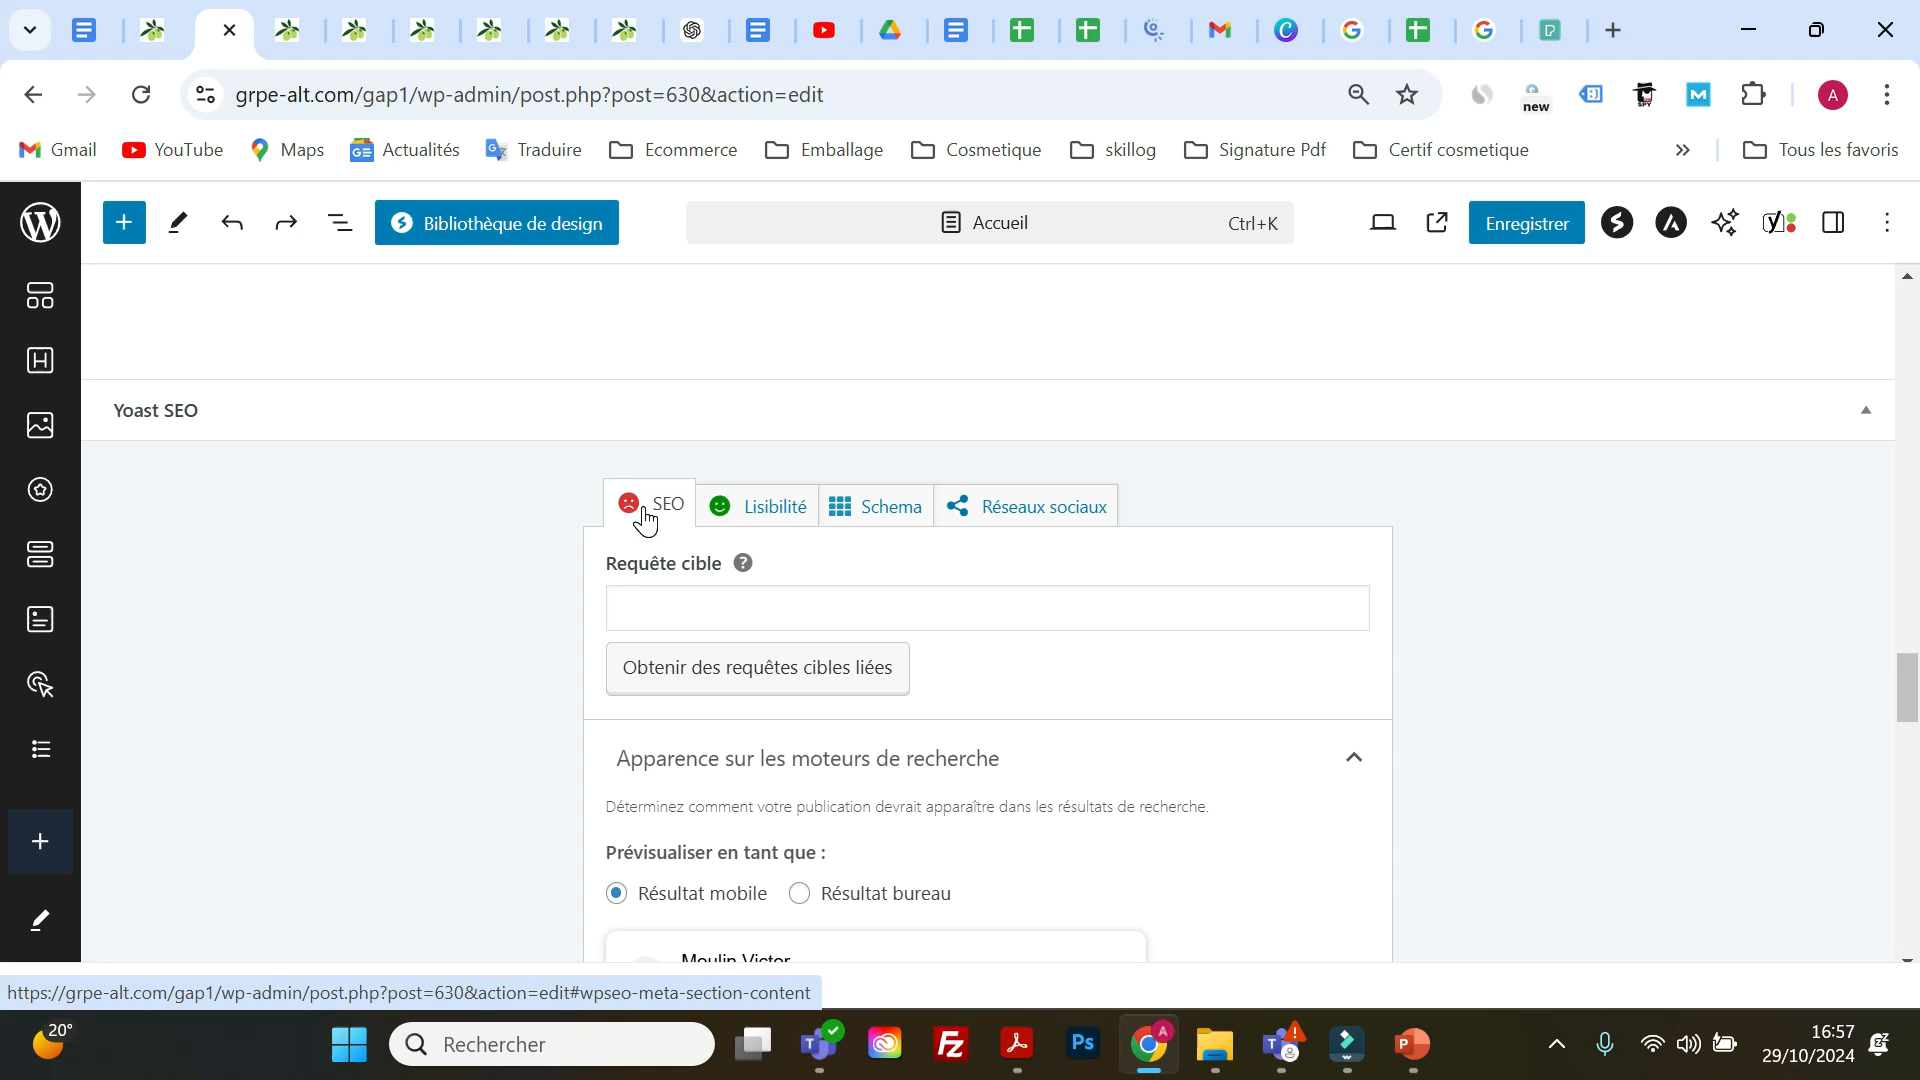 grpe-alt.com/gap1/wp-admin/post.php?post=630&action=edit
new
SPY
A
Gmail
YouTube
Maps
Actualités
Traduire
Ecommerce
Emballage
Cosmetique
skillog
Signature Pdf
Certif cosmetique
»
Tous les favoris
Bibliothèque de design
Accueil
Ctrl+K
Enregistrer
Yoast SEO
SEO
Lisibilité
Schema
Réseaux sociaux
Requête cible
Obtenir des requêtes cibles liées
Apparence sur les moteurs de recherche
Déterminez comment votre publication devrait apparaître dans les résultats de recherche.
Prévisualiser en tant que :
Résultat mobile
Résultat bureau
Moulin Victor
https://grpe-alt.com/gap1/wp-admin/post.php?post=630&action=edit#wpseo-meta-section-content
20°
Rechercher
16:57
29/10/2024